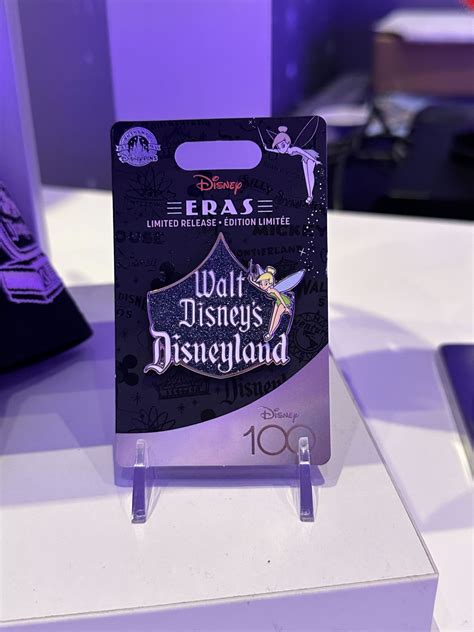 Disney
ERAS
LIMITED RELEASE • ÉDITION LIMITÉE
Walt
Disney's
Disneyland
Disney
100